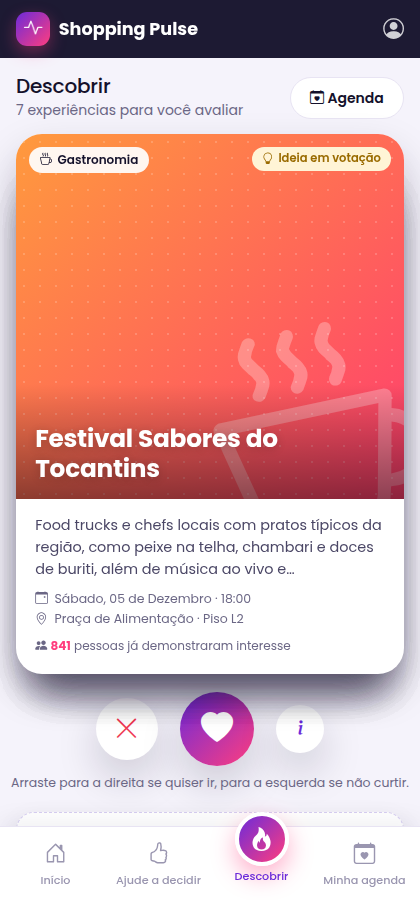 Shopping Pulse
Descobrir
7 experiências para você avaliar
Agenda
Gastronomia
Ideia em votação
Festival Sabores do
Tocantins
Food trucks e chefs locais com pratos típicos da
região, como peixe na telha, chambari e doces
de buriti, além de música ao vivo e...
Sábado, 05 de Dezembro · 18:00
Praça de Alimentação · Piso L2
841 pessoas já demonstraram interesse
i
Arraste para a direita se quiser ir, para a esquerda se não curtir.
Início
Ajude a decidir
Descobrir
Minha agenda